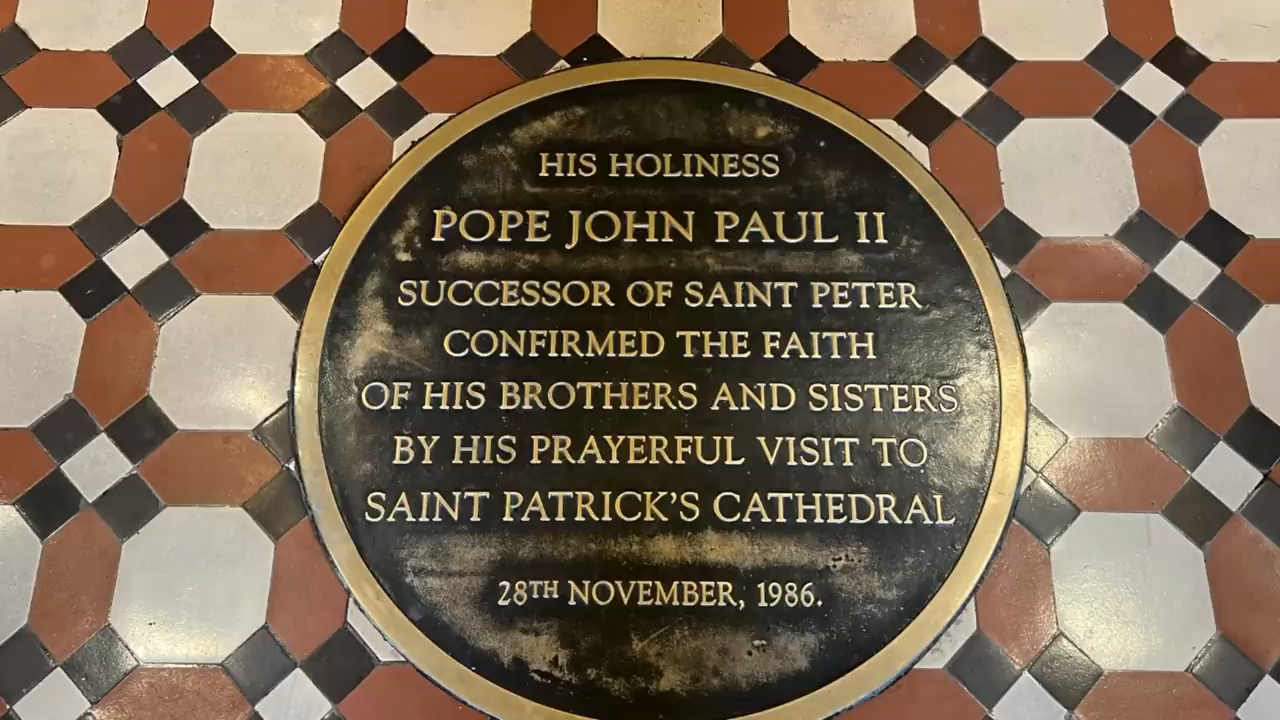 HIS HOLINESS
POPE JOHN PAUL II
SUCCESSOR OF SAINT PETER
CONFIRMED THE FAITH
OF HIS BROTHERS AND SISTERS
BY HIS PRAYERFUL VISIT TO
SAINT PATRICK'S CATHEDRAL
28TH NOVEMBER, 1986.